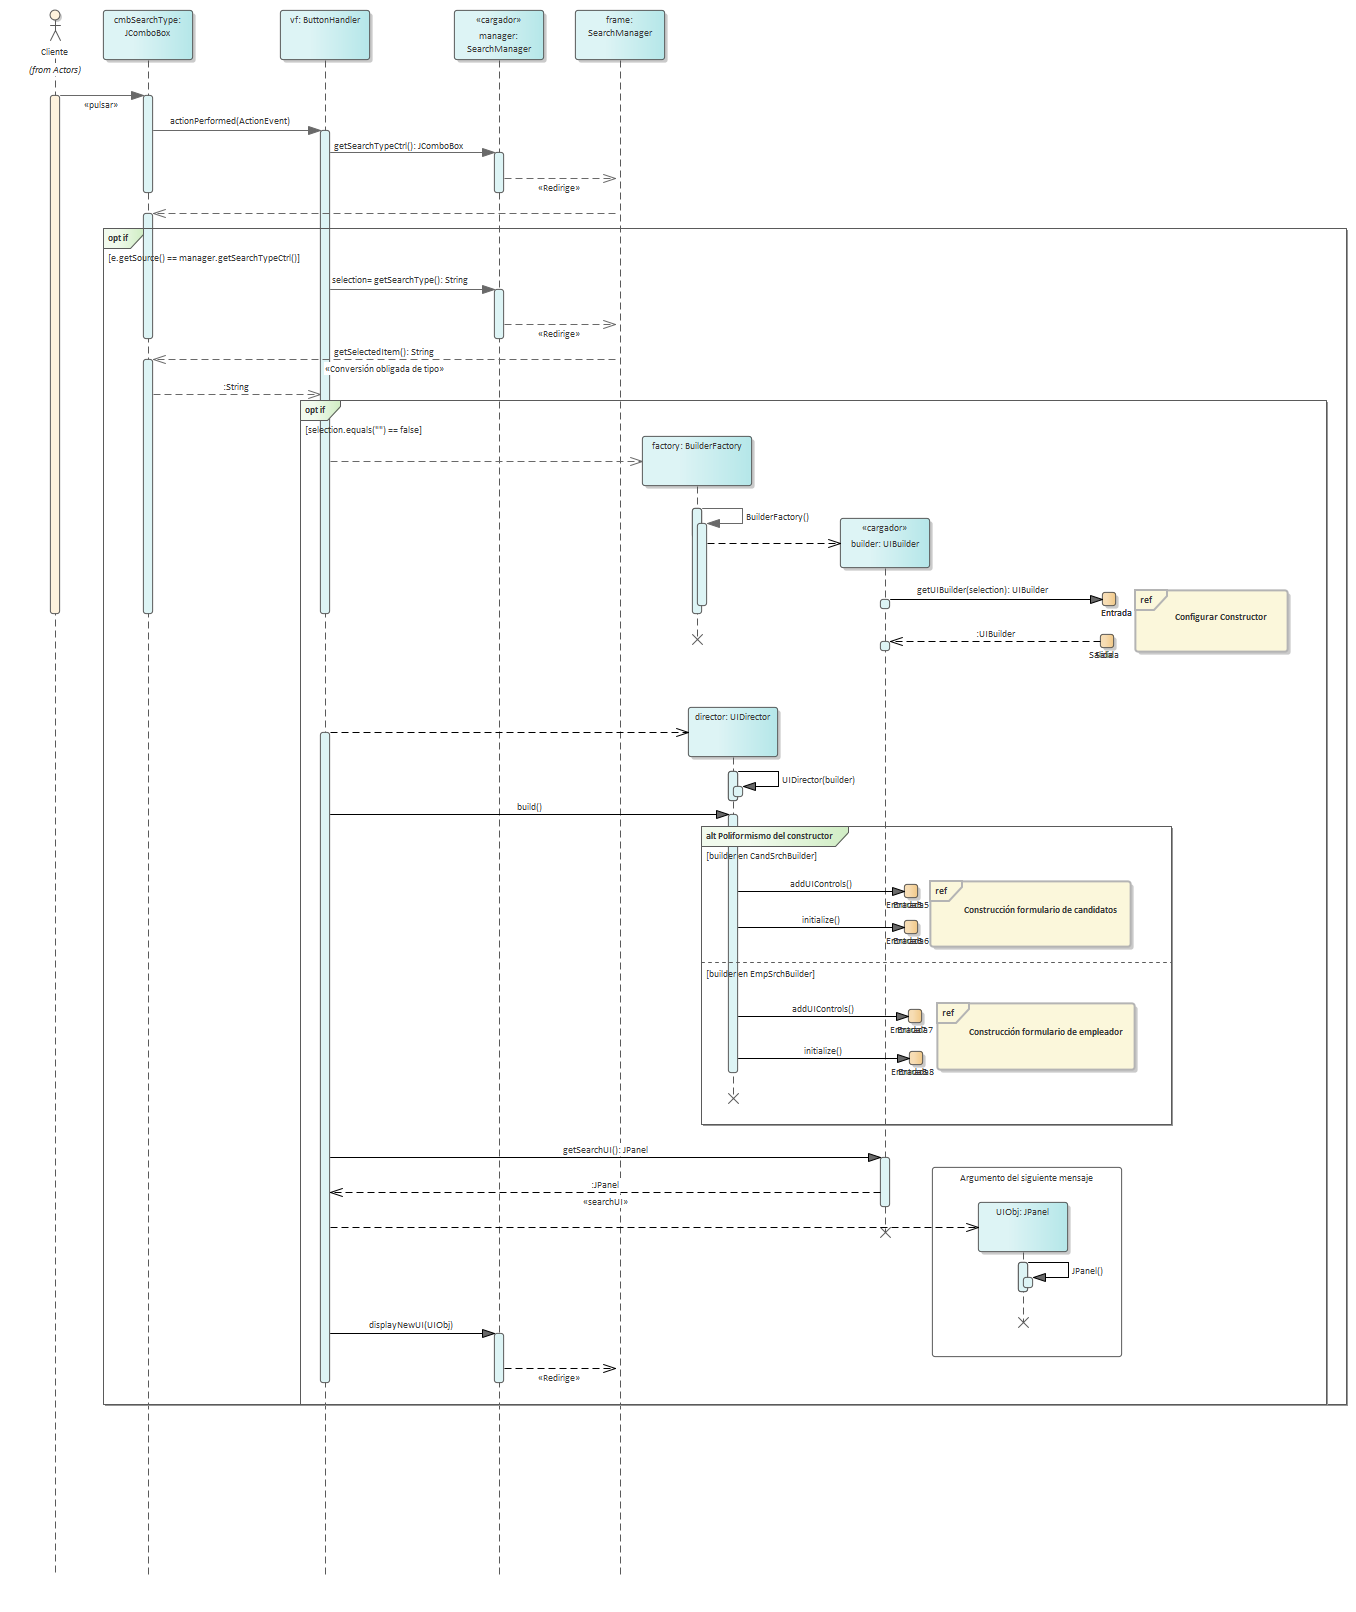 cmbSearchType:
JComboBox
vf: ButtonHandler
«cargador»
manager:
SearchManager
frame:
SearchManager
Cliente
(from Actors)
«pulsar»
actionPerformed(ActionEvent)
getSearchTypeCtrl(): JComboBox
«Redirige»
opt if
[e.getSource() == manager.getSearchTypeCtrl()]
selection= getSearchType(): String
«Redirige»
getSelectedItem(): String
«Conversión obligada de tipo»
:String
opt if
[selection.equals("") == false]
factory: BuilderFactory
BuilderFactory()
«cargador»
builder: UIBuilder
getUIBuilder(selection): UIBuilder
Entrada
ref
Configurar Constructor
:UIBuilder
Salida
director: UIDirector
UIDirector(builder)
build()
alt Poliformismo del constructor
[builder en CandSrchBuilder]
addUIControls()
ref
Construcción formulario de candidatos
initialize()
[builder en EmpSrchBuilder]
addUIControls()
ref
Construcción formulario de empleador
initialize()
getSearchUI(): JPanel
:JPanel
«searchUI»
Argumento del siguiente mensaje
UIObj: JPanel
JPanel()
displayNewUI(UIObj)
«Redirige»